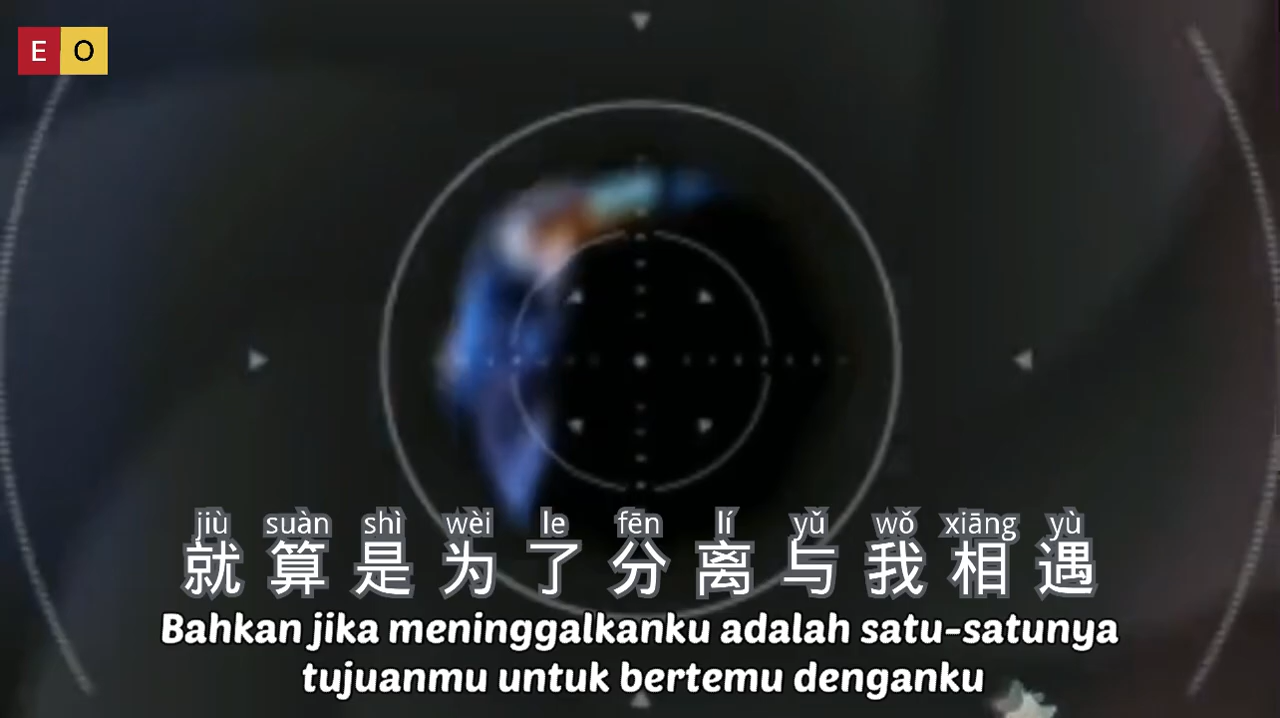 E O
jiù suàn shì wèi le fēn lí yǔ wǒ xiāng yù
就算是为了分离与我相遇
Bahkan jika meninggalkanku adalah satu-satunya
tujuanmu untuk bertemu denganku